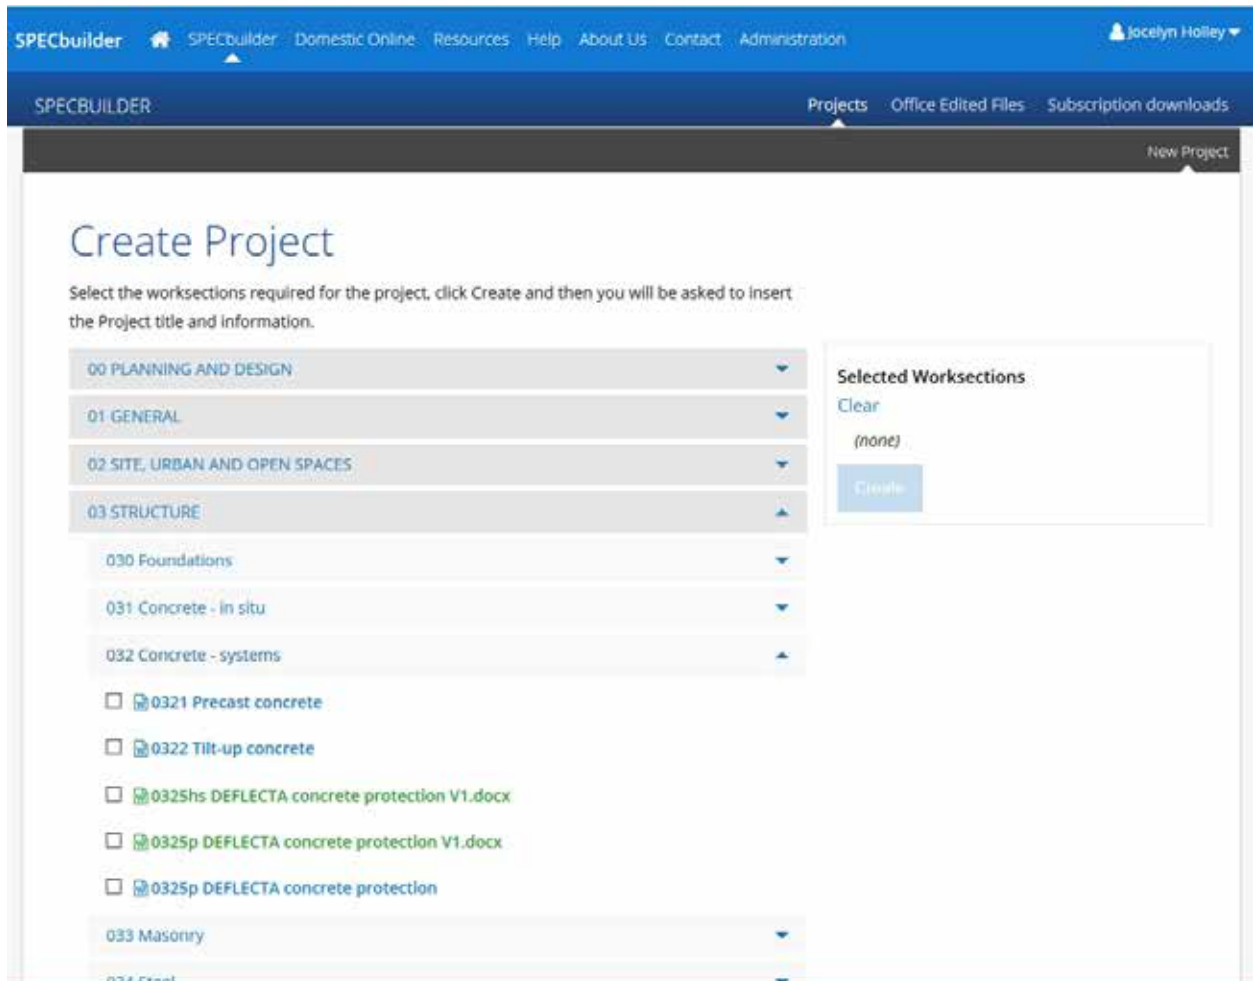 SPECbuilder SPECbuilder Domestic Online Resources Help About Us Contact Administration Jocelyn Holley
SPECBUILDER Projects Office Edited Files Subscription downloads
New Project
Create Project
Select the worksections required for the project, click Create and then you will be asked to insert
the Project title and information.
00 PLANNING AND DESIGN
01 GENERAL
02 SITE, URBAN AND OPEN SPACES
03 STRUCTURE
030 Foundations
031 Concrete - in situ
032 Concrete - systems
0321 Precast concrete
0322 Tilt-up concrete
0325hs DEFLECTA concrete protection V1.docx
0325p DEFLECTA concrete protection V1.docx
0325p DEFLECTA concrete protection
033 Masonry
034 Steel
Selected Worksections
Clear
(none)
Create